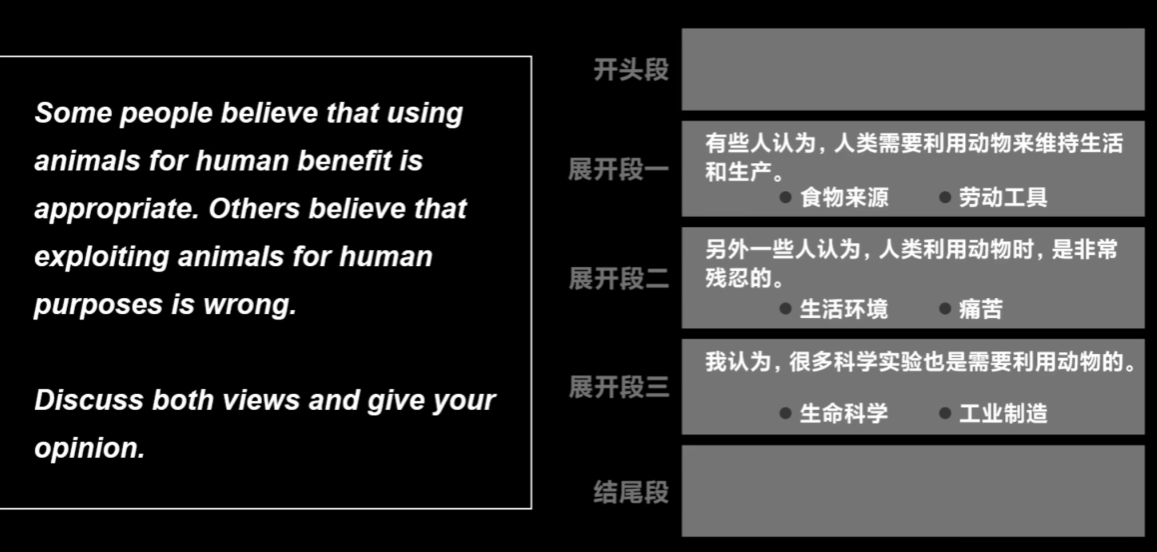 Some people believe that using
animals for human benefit is
appropriate. Others believe that
exploiting animals for human
purposes is wrong.
Discuss both views and give your
opinion.
开头段
展开段一
有些人认为，人类需要利用动物来维持生活
和生产。
● 食物来源 ● 劳动工具
展开段二
另外一些人认为，人类利用动物时，是非常
残忍的。
● 生活环境 ● 痛苦
展开段三
我认为，很多科学实验也是需要利用动物的。
● 生命科学 ● 工业制造
结尾段